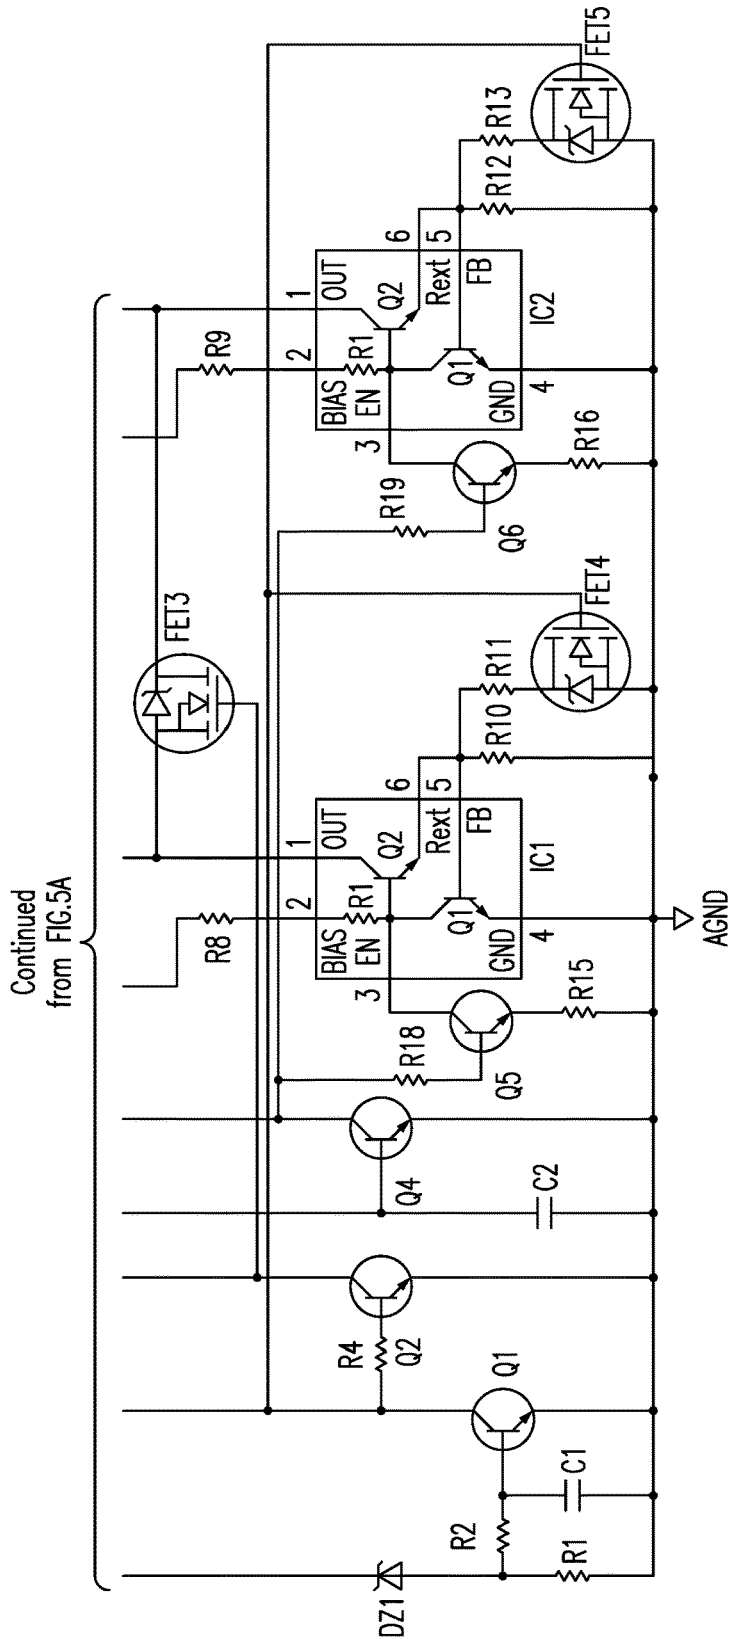 Continued
from FIG.5A
DZ1
R2
R1
C1
Q1
R4
Q2
Q4
C2
R18
Q5
R15
R8
2
1
BIAS
R1
OUT
EN
Q2
3
6
Rext
5
Q1
FB
GND
4
IC1
R10
R11
FET4
AGND
FET3
R19
Q6
R16
R9
2
1
BIAS
R1
OUT
EN
Q2
3
6
Rext
5
Q1
FB
GND
4
IC2
R12
R13
FET5